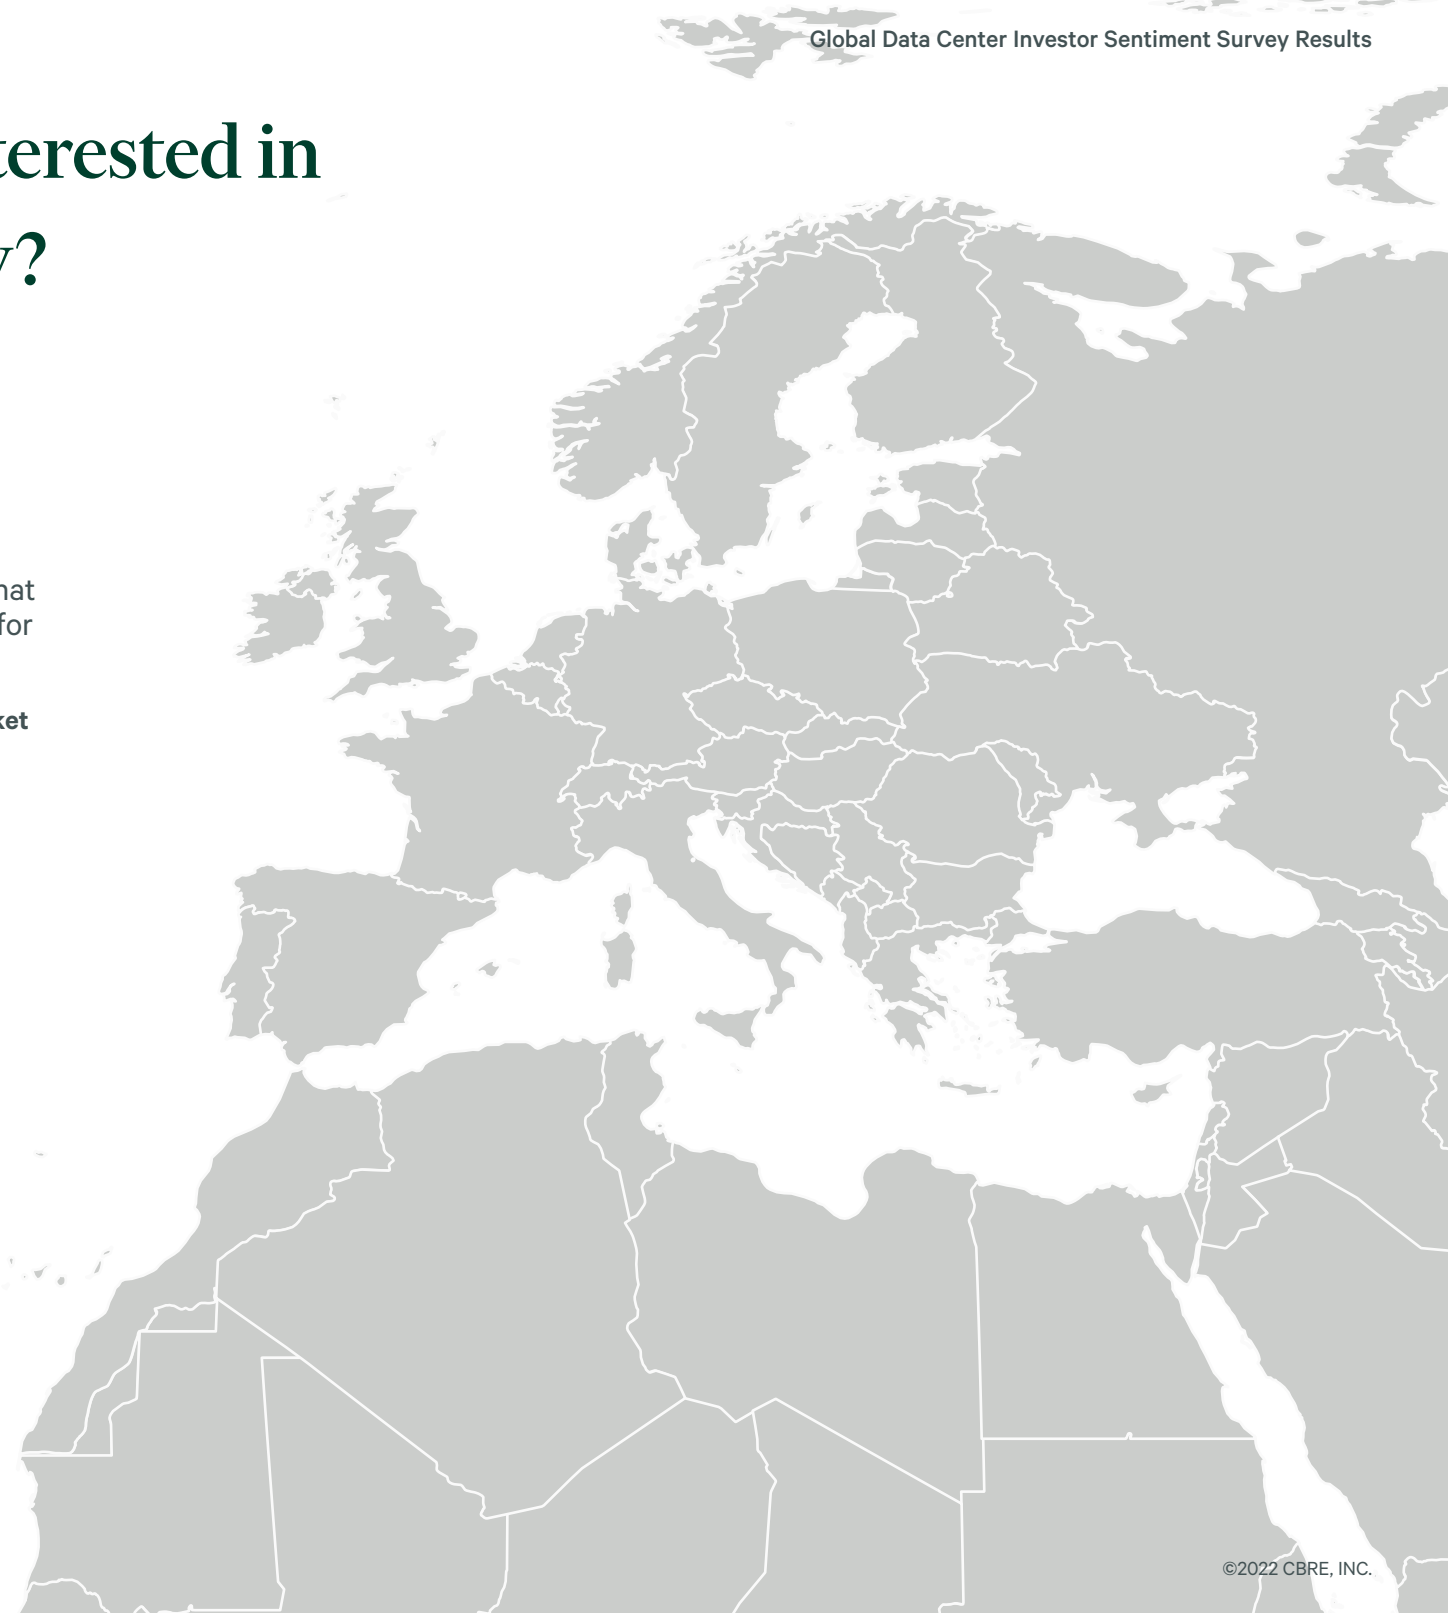 Global Data Center Investor Sentiment Survey Results
terested in
y?
hat
for
ket
©2022 CBRE, INC.